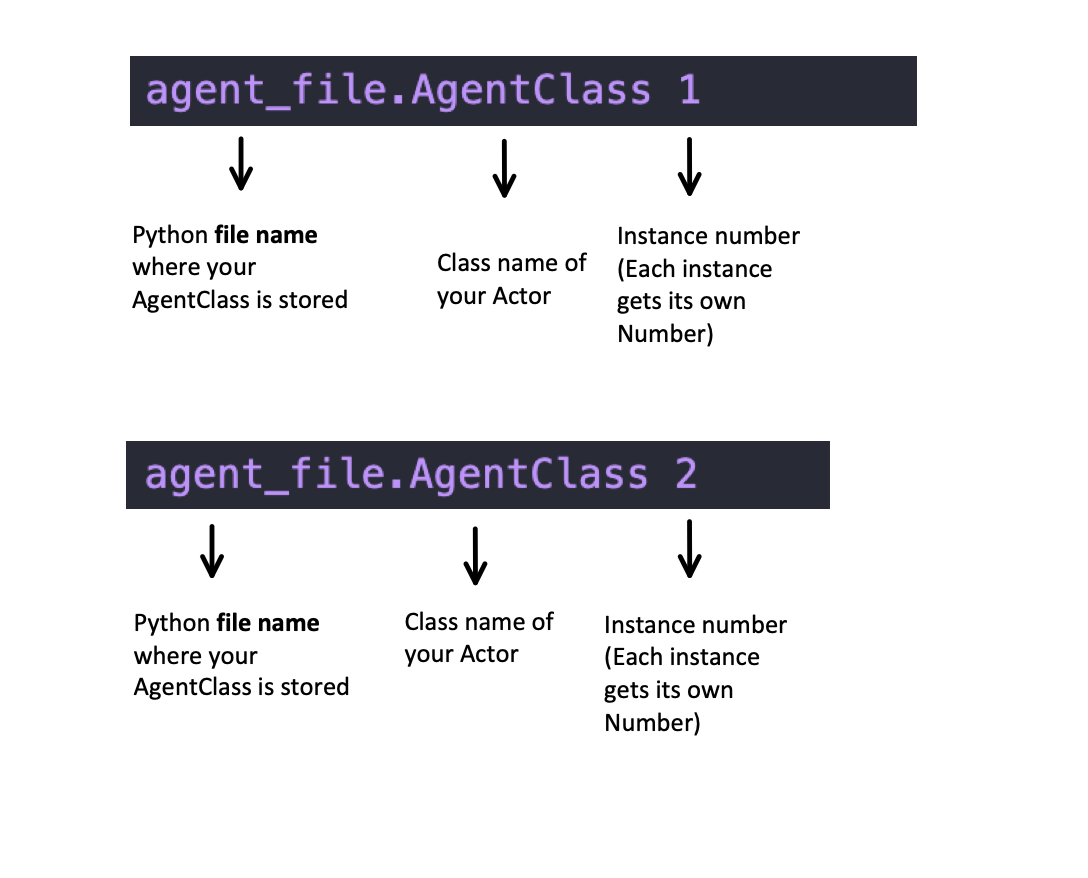 agent_file.AgentClass 1
Python file name
where your
AgentClass is stored
Class name of
your Actor
Instance number
(Each instance
gets its own
Number)
agent_file.AgentClass 2
Python file name
where your
AgentClass is stored
Class name of
your Actor
Instance number
(Each instance
gets its own
Number)